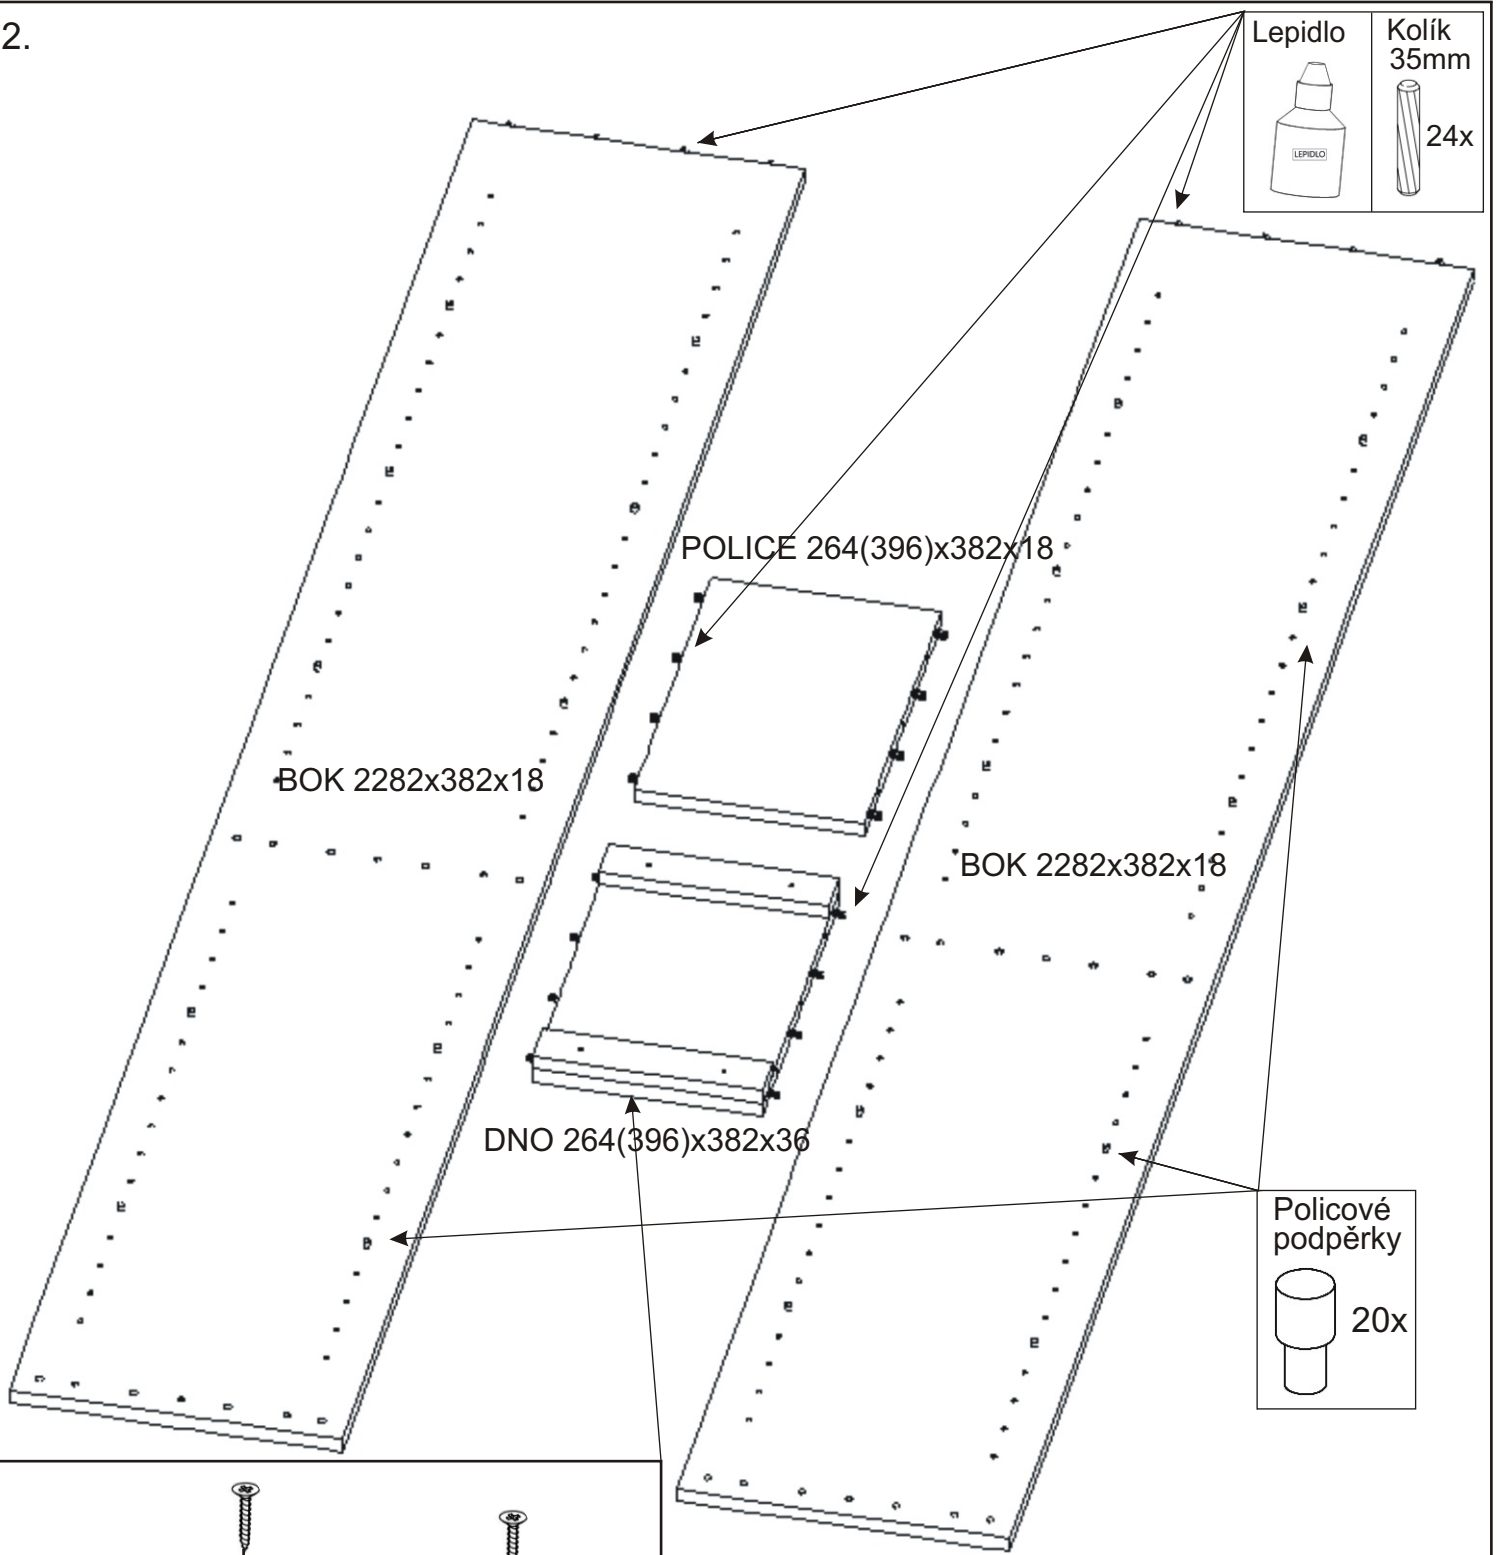 2.
Lepidlo
LEPIDLO
Kolík
35mm
24x
POLICE 264(396)x382x18
BOK 2282x382x18
BOK 2282x382x18
DNO 264(396)x382x36
Policové
podpěrky
20x